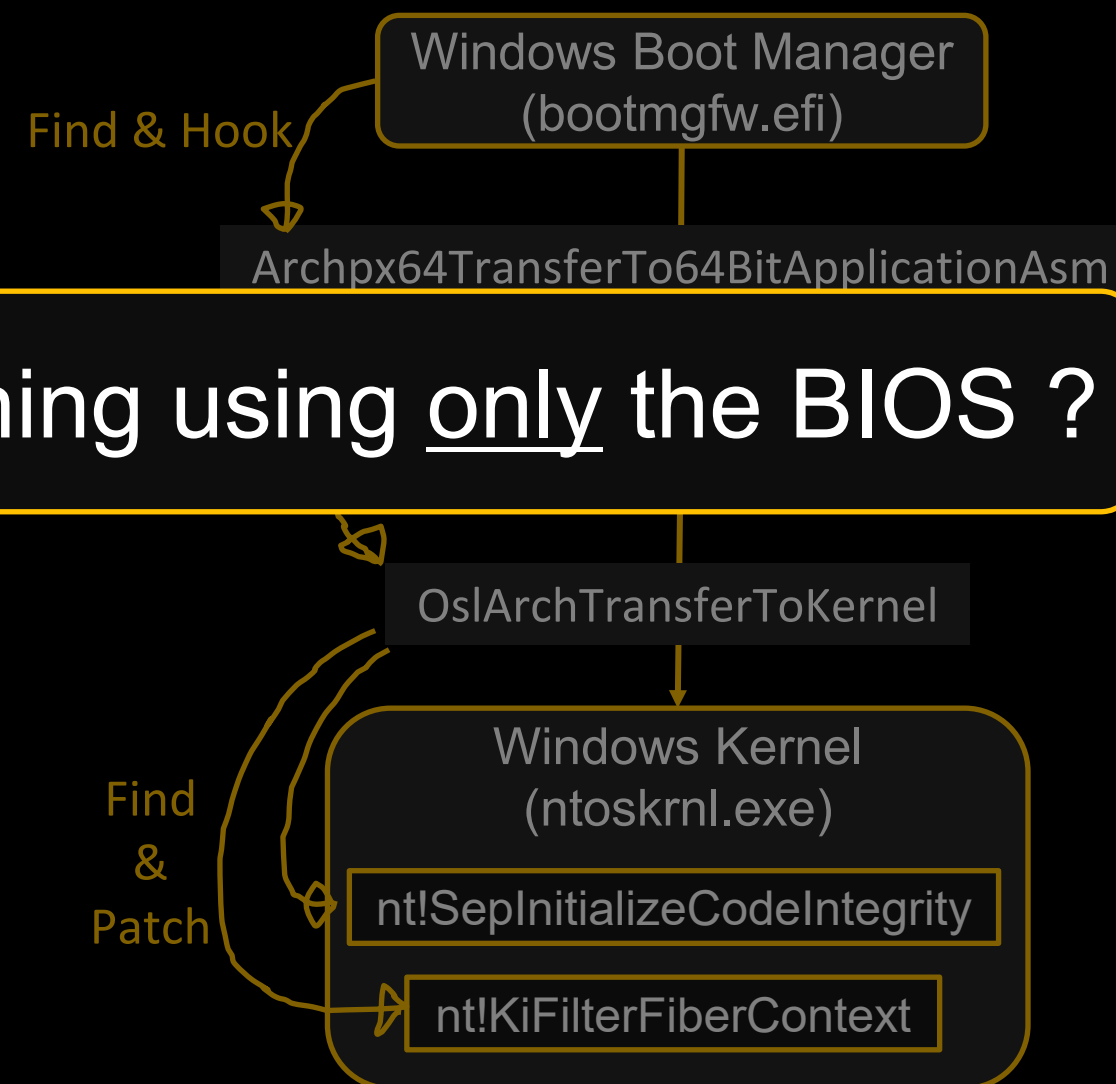 Windows Boot Manager
(bootmgfw.efi)
Find & Hook
Archpx64TransferTo64BitApplicationAsm
ning using only the BIOS ?
OslArchTransferToKernel
Windows Kernel
(ntoskrnl.exe)
Find
&
Patch
nt!SepInitializeCodeIntegrity
nt!KiFilterFiberContext